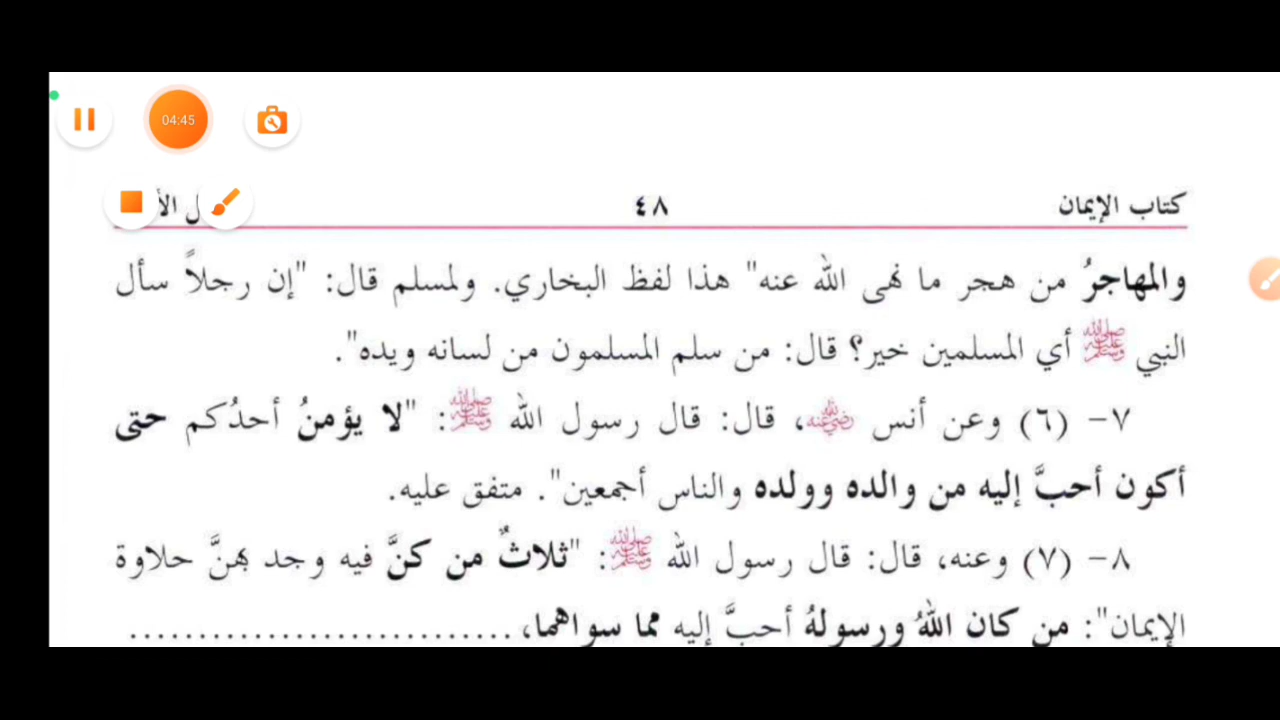 04:45
كتاب الإيمان ٤٨
والمهاجرُ من هجر ما نهى الله عنه" هذا لفظ البخاري. ولمسلم قال: "إن رجلاً سأل
النبي ﷺ أي المسلمين خير؟ قال: من سلم المسلمون من لسانه ويده".
٧- (٦) وعن أنس رضي الله عنه، قال: قال رسول الله ﷺ: "لا يؤمنُ أحدُكم حتى
أكون أحبَّ إليه من والده وولده والناس أجمعين". متفق عليه.
٨- (٧) وعنه، قال: قال رسول الله ﷺ: "ثلاثٌ من كنَّ فيه وجد بهنَّ حلاوة
الإيمان": من كان اللهُ ورسولهُ أحبَّ إليه مما سواهما، ............................